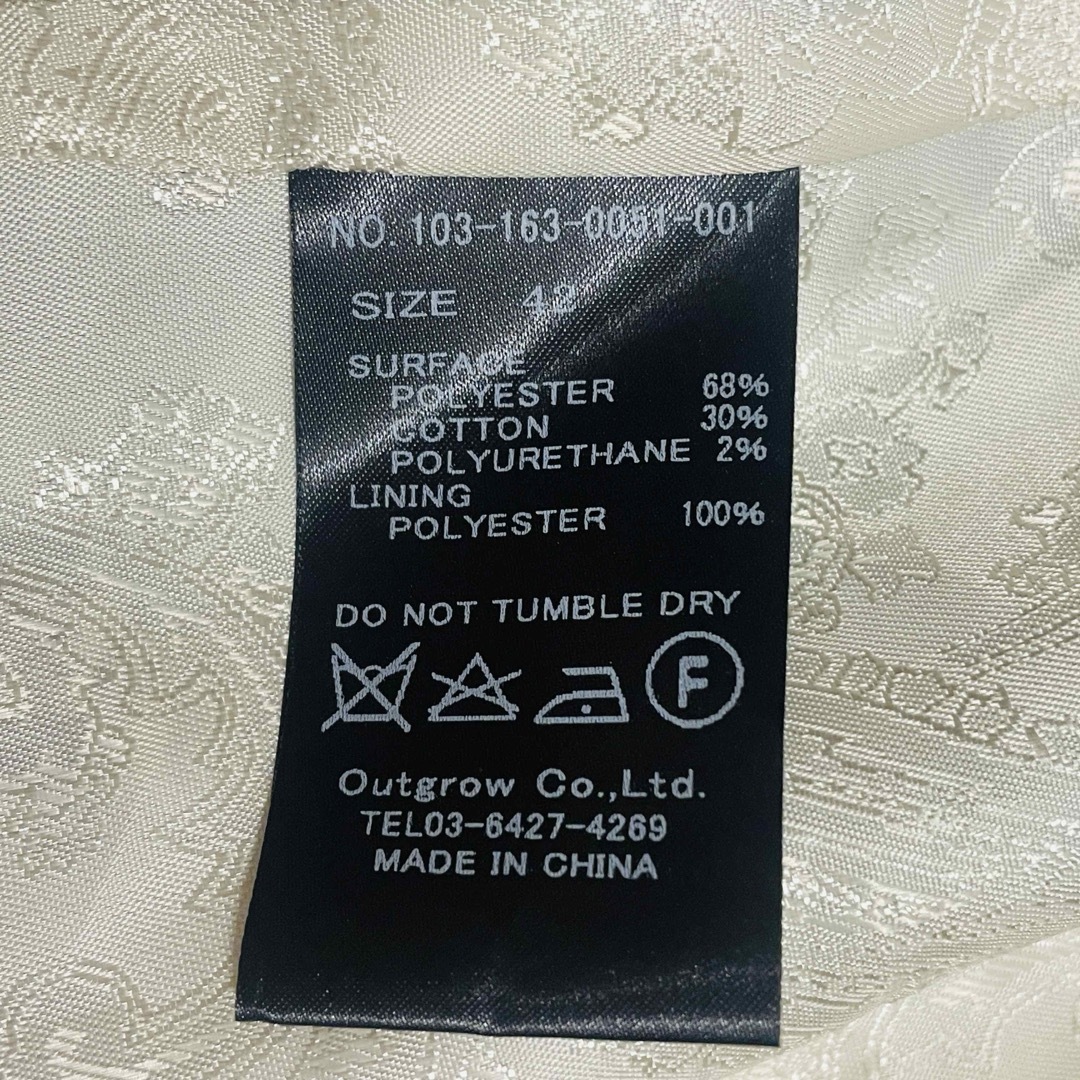 NO. 103-163-0051-001
SIZE 42
SURFACE
POLYESTER 68%
COTTON 30%
POLYURETHANE 2%
LINING
POLYESTER 100%
DO NOT TUMBLE DRY
F
Outgrow Co.,Ltd.
TEL03-6427-4269
MADE IN CHINA